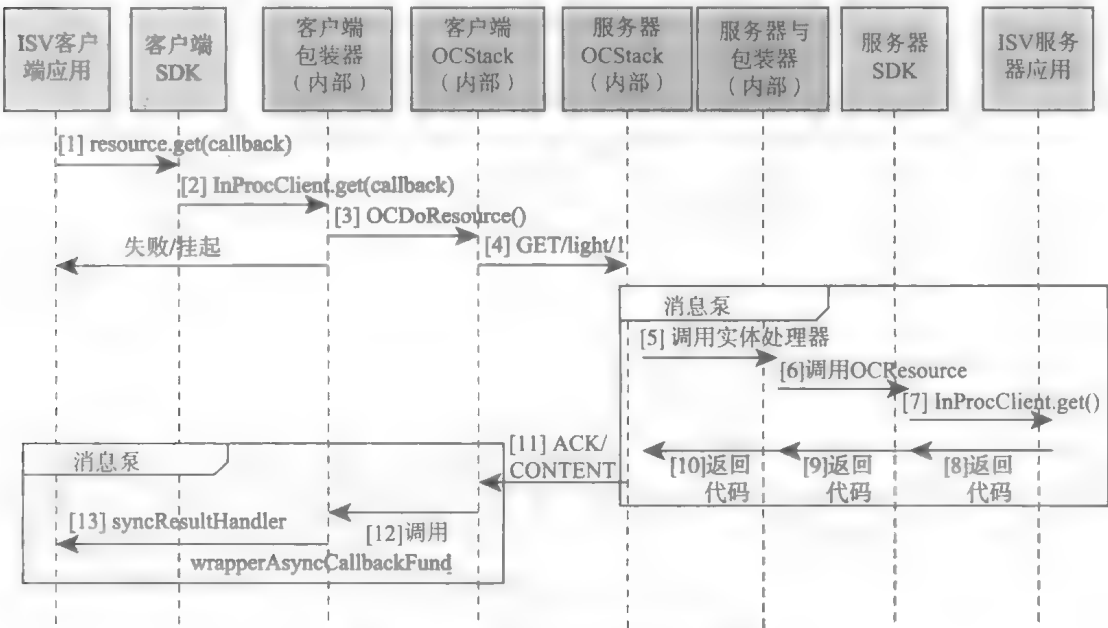 ISV客户
端应用
客户端
SDK
客户端
包装器
（内部）
客户端
OCStack
（内部）
服务器
OCStack
（内部）
服务器与
包装器
（内部）
服务器
SDK
ISV服务
器应用
[1] resource.get(callback)
[2] InProcClient.get(callback)
[3] OCDoResource()
失败/挂起
[4] GET/light/1
消息泵
[5] 调用实体处理器
[6]调用OCResource
[7] InProcClient.get()
[8]返回
代码
[9]返回
代码
[10]返回
代码
[11] ACK/
CONTENT
消息泵
[12]调用
wrapperAsyncCallbackFund
[13] syncResultHandler